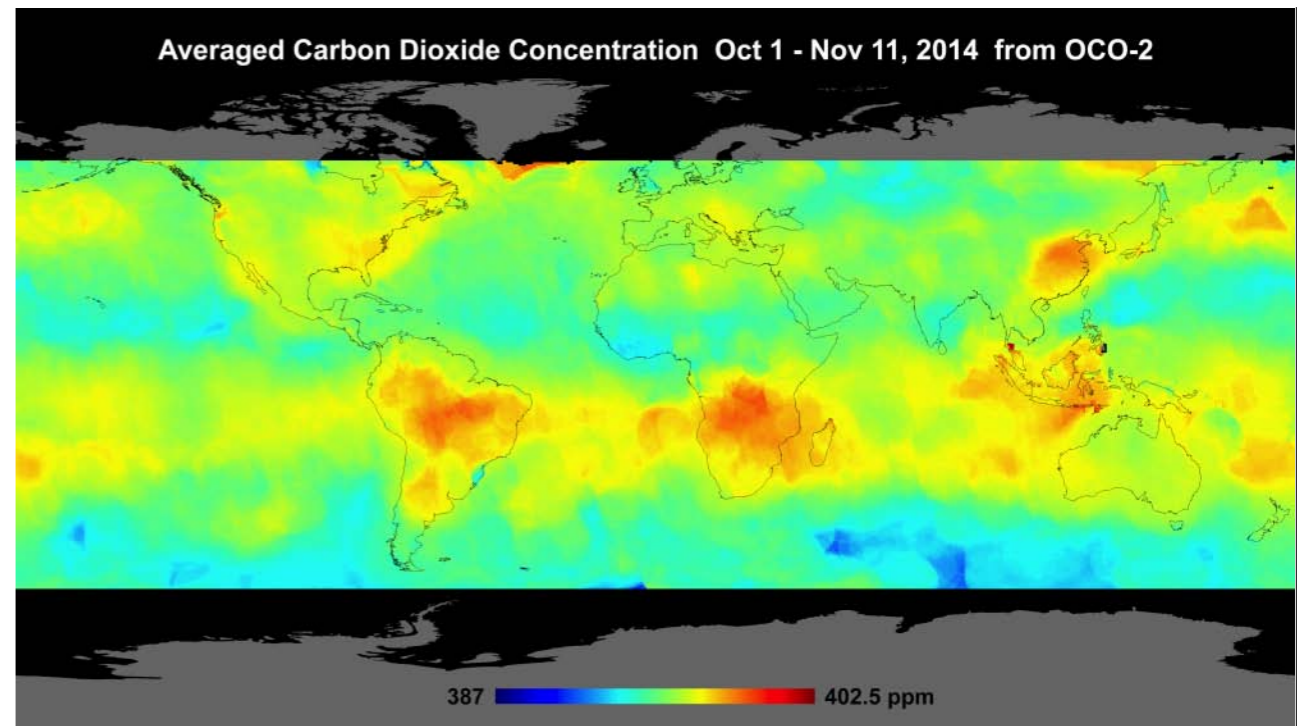 Averaged Carbon Dioxide Concentration Oct 1 - Nov 11, 2014 from OCO-2
387 402.5 ppm